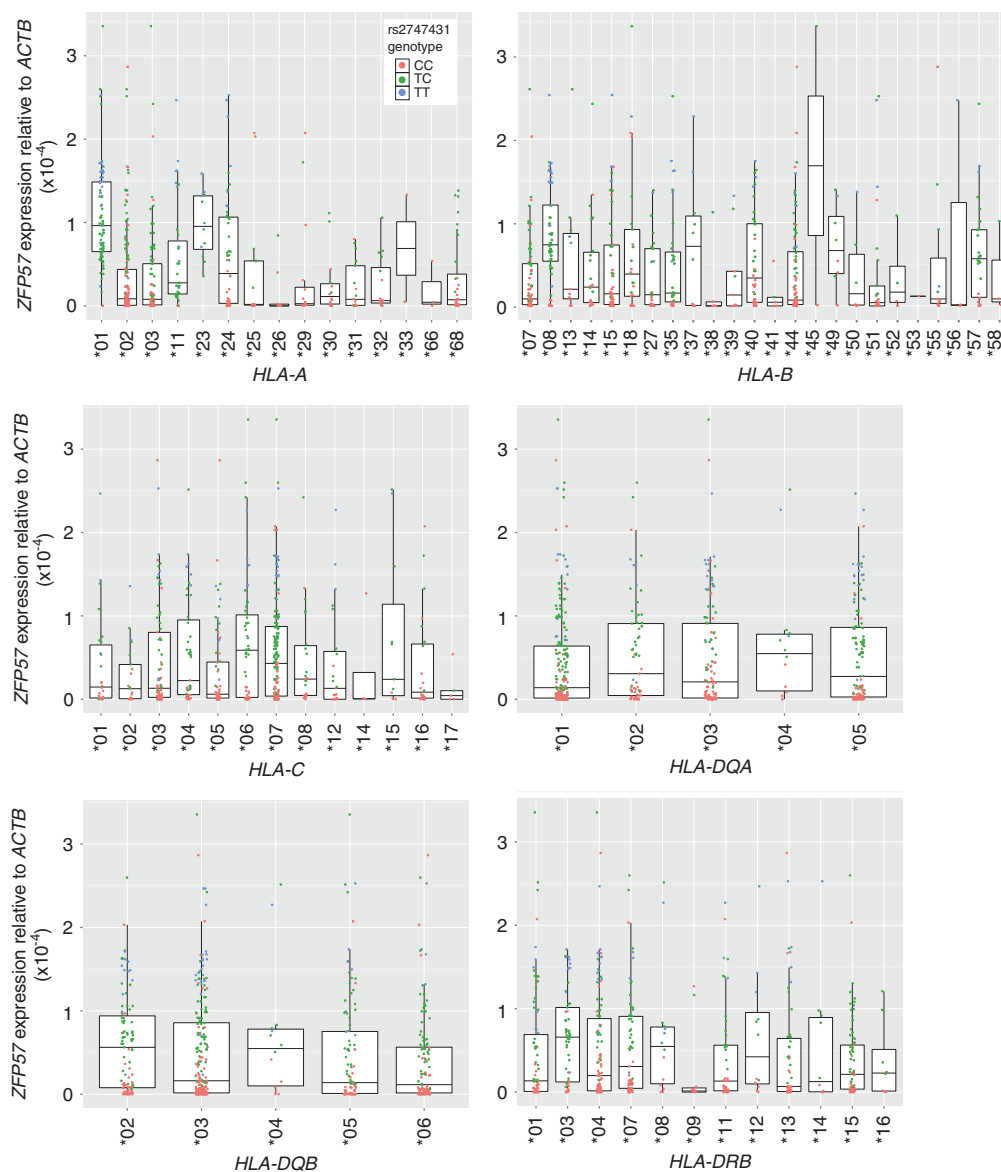 rs2747431
genotype
CC
TC
TT
ZFP57 expression relative to ACTB
(x10-4)
3
2
1
0
*01 *02 *03 *11 *23 *24 *25 *26 *29 *30 *31 *32 *33 *66 *68
HLA-A
3
2
1
0
*07 *08 *13 *14 *15 *18 *27 *35 *37 *38 *39 *40 *41 *44 *45 *49 *50 *51 *52 *53 *55 *56 *57 *58
HLA-B
ZFP57 expression relative to ACTB
(x10-4)
3
2
1
0
*01 *02 *03 *04 *05 *06 *07 *08 *12 *14 *15 *16 *17
HLA-C
3
2
1
0
*01 *02 *03 *04 *05
HLA-DQA
ZFP57 expression relative to ACTB
(x10-4)
3
2
1
0
*02 *03 *04 *05 *06
HLA-DQB
3
2
1
0
*01 *03 *04 *07 *08 *09 *11 *12 *13 *14 *15 *16
HLA-DRB